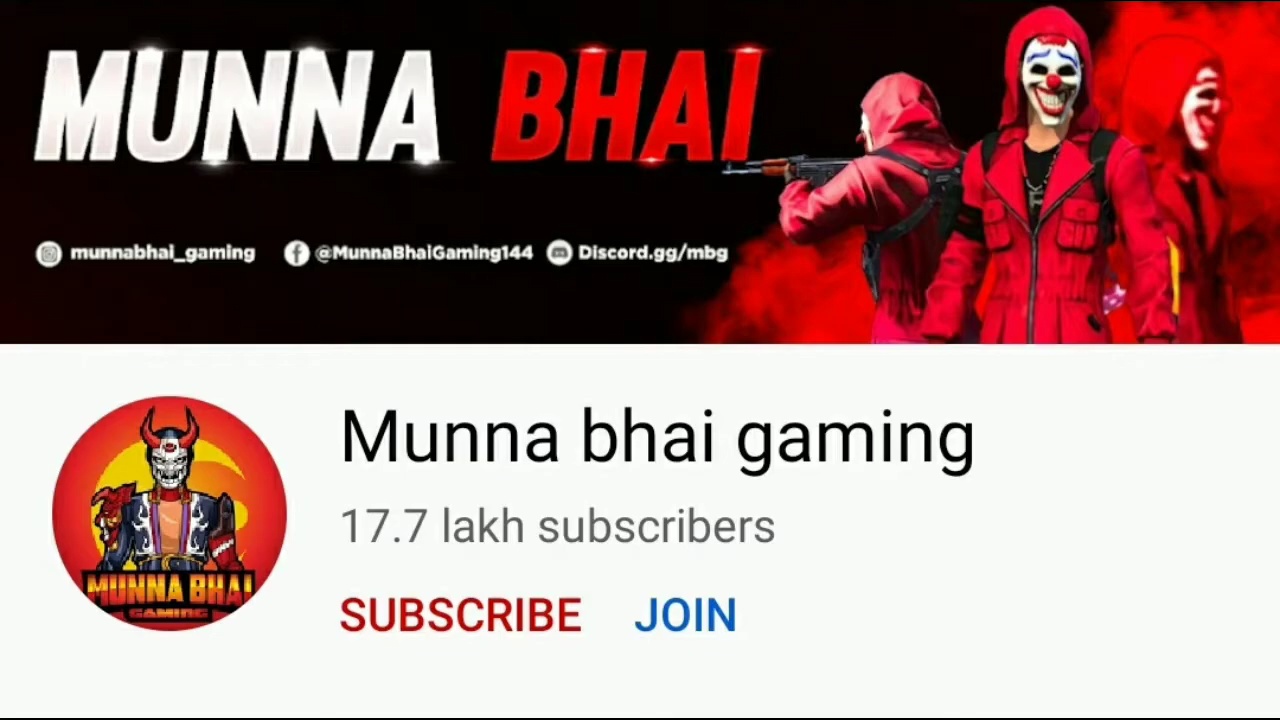 MUNNA BHAI
munnabhai_gaming @MunnaBhaiGaming144 Discord.gg/mbg
Munna bhai gaming
17.7 lakh subscribers
MUNNA BHAI
GAMING
SUBSCRIBE JOIN